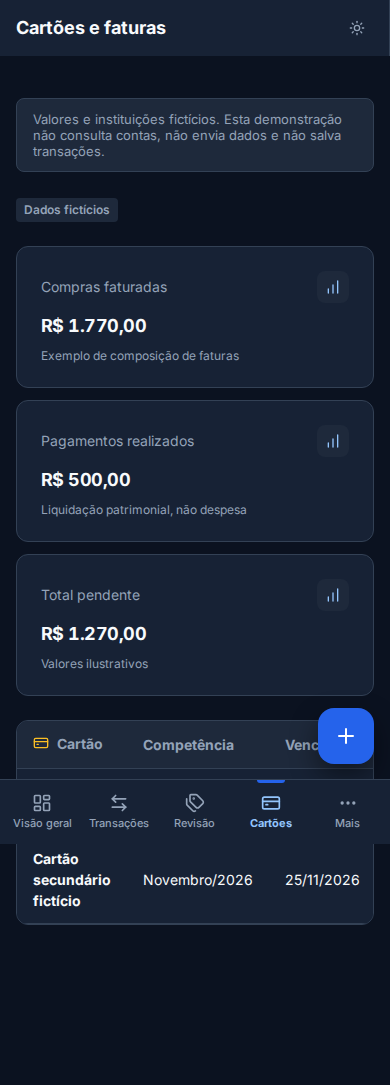 Cartões e faturas
Valores e instituições fictícios. Esta demonstração
não consulta contas, não envia dados e não salva
transações.
Dados fictícios
Compras faturadas
R$ 1.770,00
Exemplo de composição de faturas
Pagamentos realizados
R$ 500,00
Liquidação patrimonial, não despesa
Total pendente
R$ 1.270,00
Valores ilustrativos
Cartão Competência Venc
Visão geral Transações Revisão Cartões Mais
Cartão
secundário
fictício
Novembro/2026 25/11/2026